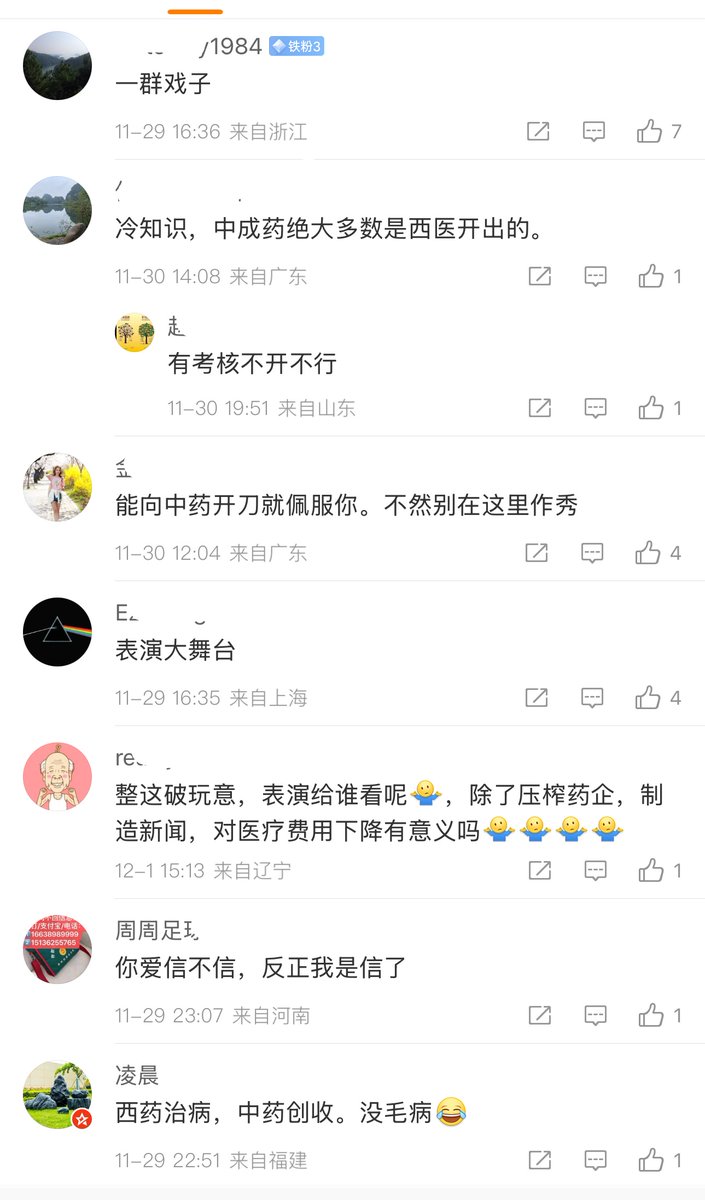 1984 铁粉3
一群戏子
11-29 16:36 来自浙江
7
冷知识，中成药绝大多数是西医开出的。
11-30 14:08 来自广东
1
有考核不开不行
11-30 19:51 来自山东
1
能向中药开刀就佩服你。不然别在这里作秀
11-30 12:04 来自广东
4
表演大舞台
11-29 16:35 来自上海
4
re
整这破玩意，表演给谁看呢🤷‍♂️，除了压榨药企，制
造新闻，对医疗费用下降有意义吗🤷‍♂️🤷‍♂️🤷‍♂️🤷‍♂️
12-1 15:13 来自辽宁
1
/支付宝/电话
16638989999
15136255765
周周足
你爱信不信，反正我是信了
11-29 23:07 来自河南
1
凌晨
西药治病，中药创收。没毛病😂
11-29 22:51 来自福建
1